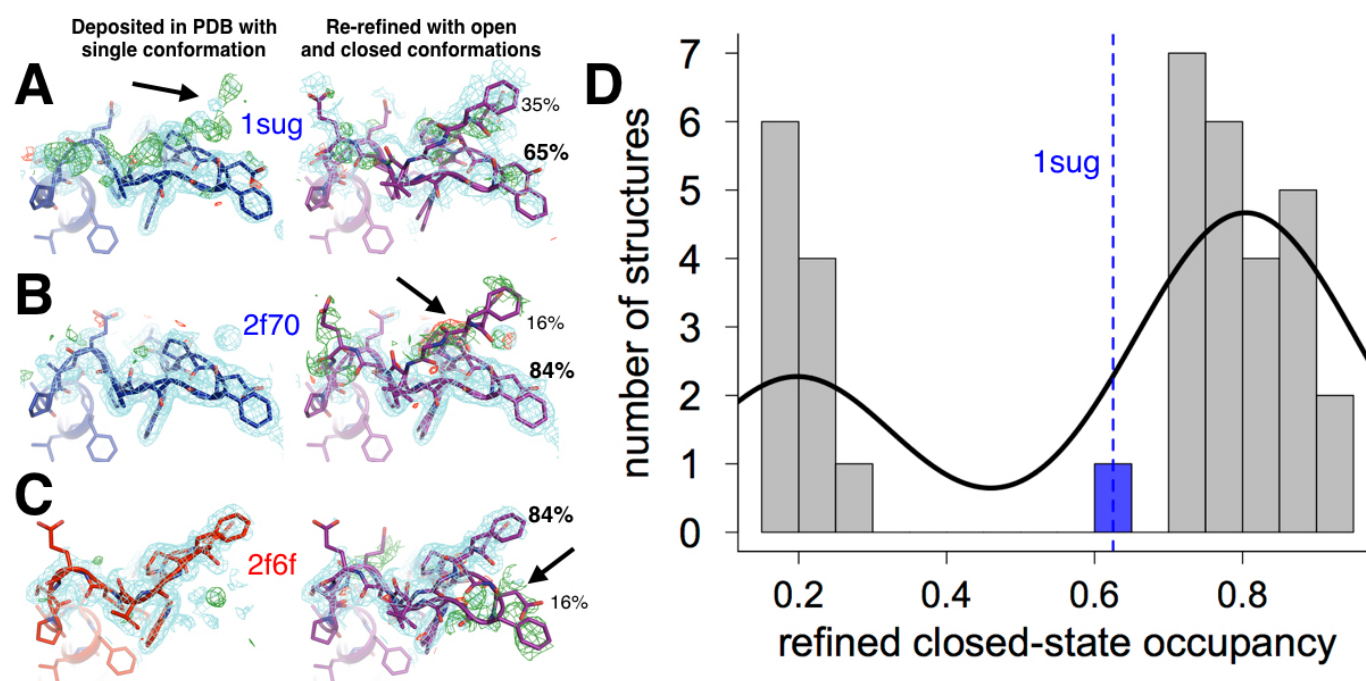 Deposited in PDB with
single conformation
Re-refined with open
and closed conformations
A
1sug
35%
65%
B
2f70
16%
84%
C
2f6f
84%
16%
D
number of structures
7
6
5
4
3
2
1
0
1sug
0.2
0.4
0.6
0.8
refined closed-state occupancy